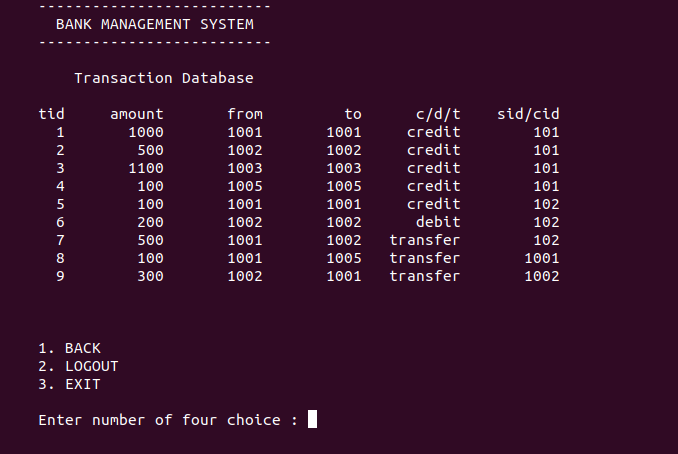 --------------------------
BANK MANAGEMENT SYSTEM
--------------------------
Transaction Database
tid amount from to c/d/t sid/cid
1 1000 1001 1001 credit 101
2 500 1002 1002 credit 101
3 1100 1003 1003 credit 101
4 100 1005 1005 credit 101
5 100 1001 1001 credit 102
6 200 1002 1002 debit 102
7 500 1001 1002 transfer 102
8 100 1001 1005 transfer 1001
9 300 1002 1001 transfer 1002
1. BACK
2. LOGOUT
3. EXIT
Enter number of four choice :